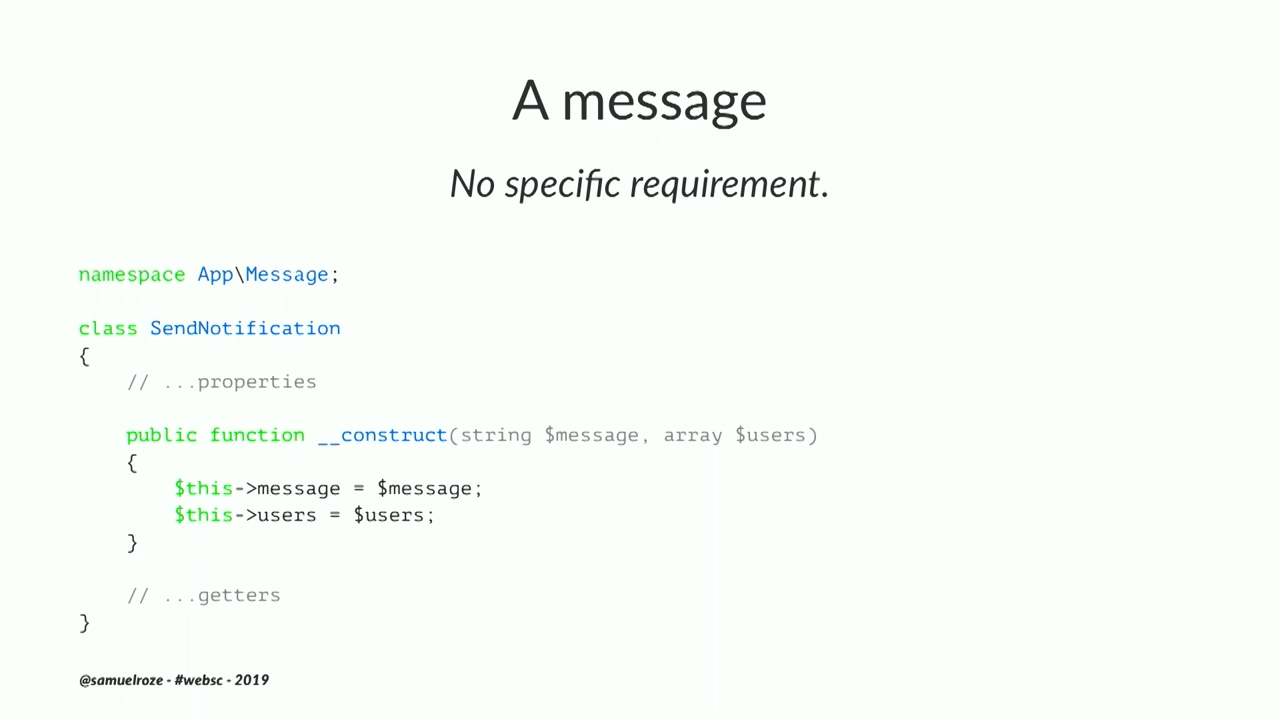 A message
No specific requirement.
namespace App\Message;
class SendNotification
{
    // ...properties
    public function __construct(string $message, array $users)
    {
        $this->message = $message;
        $this->users = $users;
    }
    // ...getters
}
@samuelroze - #websc - 2019